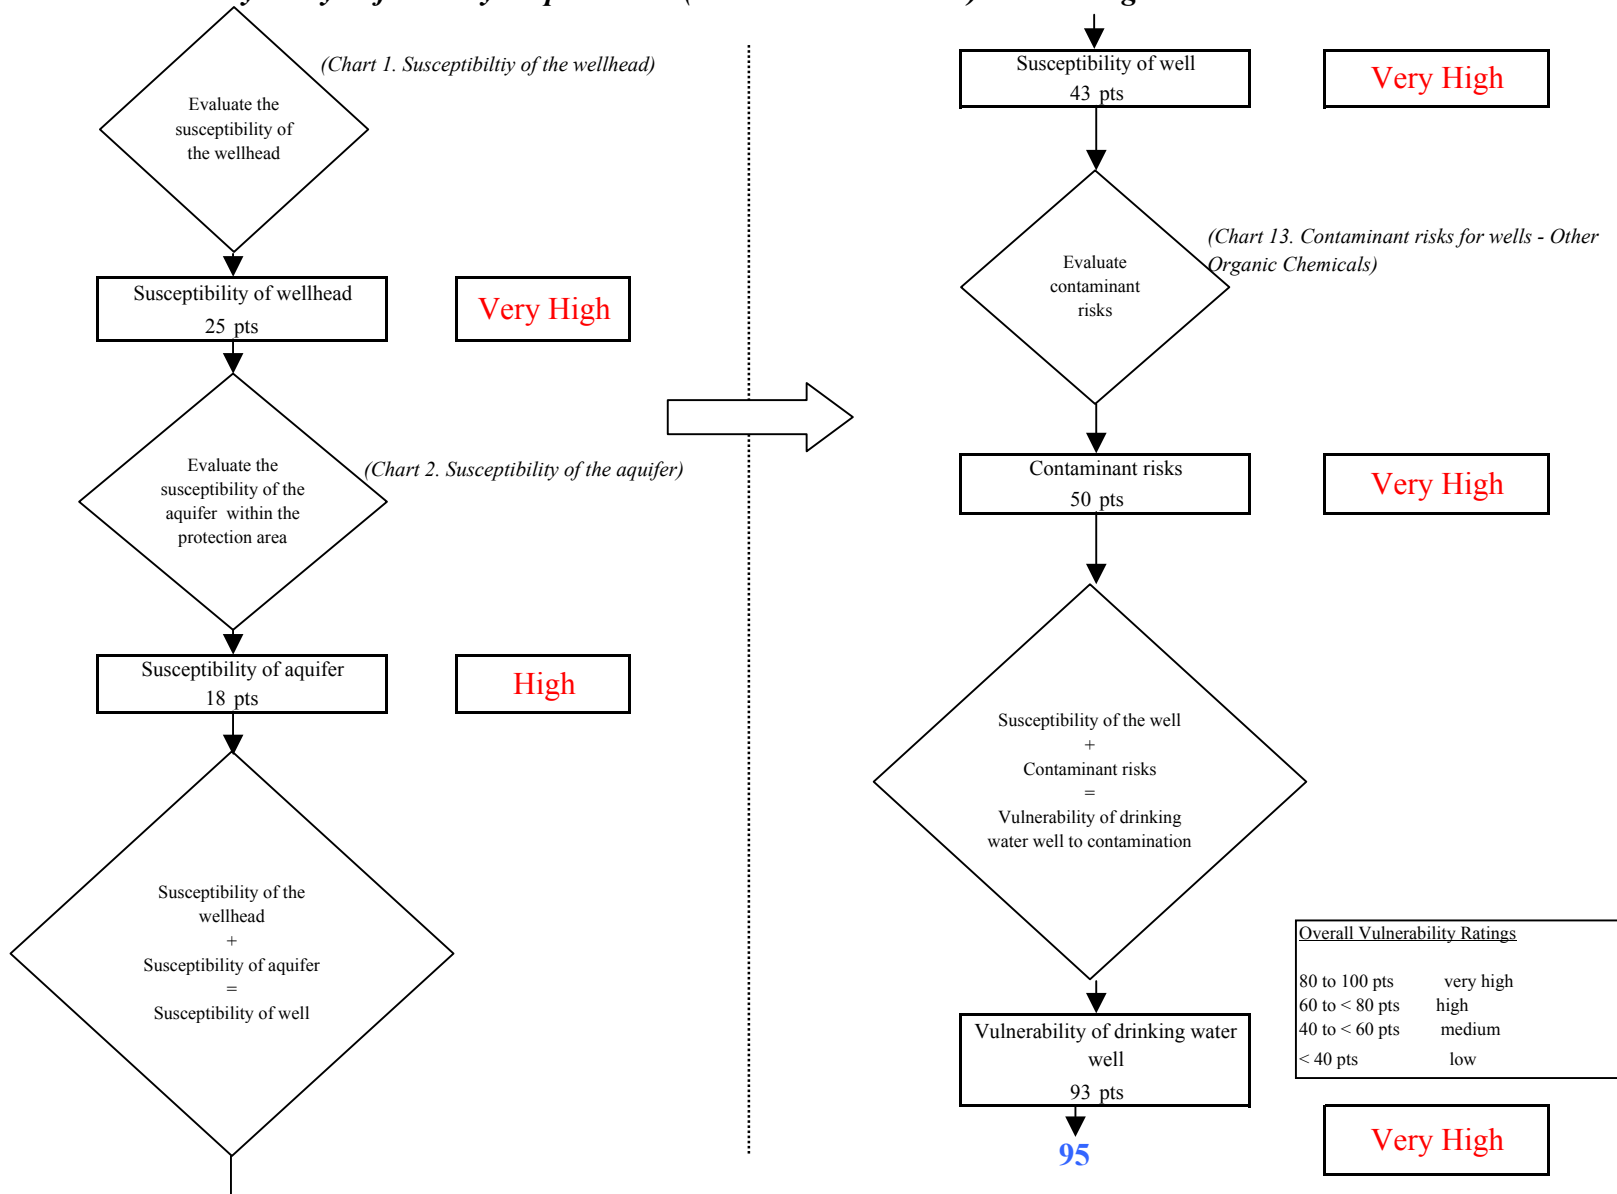 (Chart 1. Susceptibiltiy of the wellhead)
Evaluate the
susceptibility of
the wellhead
Susceptibility of wellhead
25 pts
Very High
Evaluate the
susceptibility of the
aquifer within the
protection area
(Chart 2. Susceptibility of the aquifer)
Susceptibility of aquifer
18 pts
High
Susceptibility of the
wellhead
+
Susceptibility of aquifer
=
Susceptibility of well
Susceptibility of well
43 pts
Very High
Evaluate
contaminant
risks
(Chart 13. Contaminant risks for wells - Other
Organic Chemicals)
Contaminant risks
50 pts
Very High
Susceptibility of the well
+
Contaminant risks
=
Vulnerability of drinking
water well to contamination
Overall Vulnerability Ratings
80 to 100 pts very high
60 to < 80 pts high
40 to < 60 pts medium
< 40 pts low
Vulnerability of drinking water
well
93 pts
95
Very High